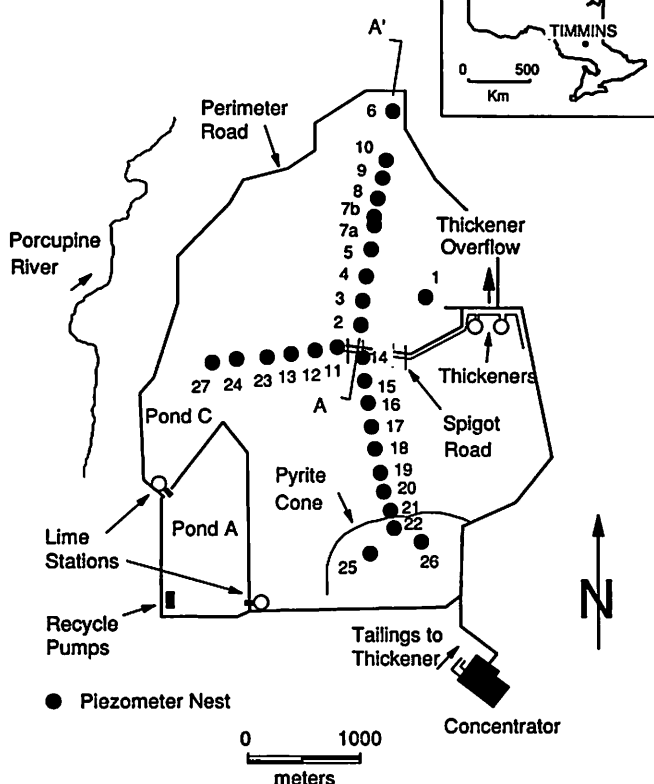 A'
TIMMINS
0 500
Km
Perimeter
Road
6
10
9
8
7b
7a
5
4
3
2
1
Porcupine
River
Thickener
Overflow
Thickeners
14
27 24 23 13 12 11
A
15
16
17
18
19
20
21
22
25
26
Spigot
Road
Pond C
Pyrite
Cone
Pond A
Lime
Stations
Recycle
Pumps
N
Tailings to
Thickener
Concentrator
Piezometer Nest
0 1000
meters